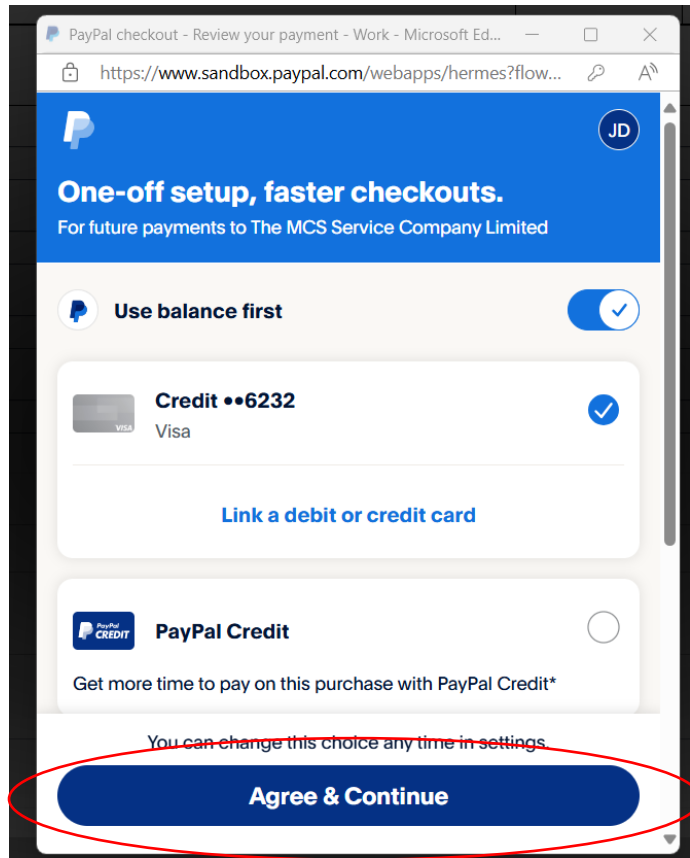 PayPal checkout - Review your payment - Work - Microsoft Ed...
https://www.sandbox.paypal.com/webapps/hermes?flow...
JD
One-off setup, faster checkouts.
For future payments to The MCS Service Company Limited
Use balance first
Credit ••6232
VISA
Visa
Link a debit or credit card
PayPal CREDIT
PayPal Credit
Get more time to pay on this purchase with PayPal Credit*
You can change this choice any time in settings.
Agree & Continue